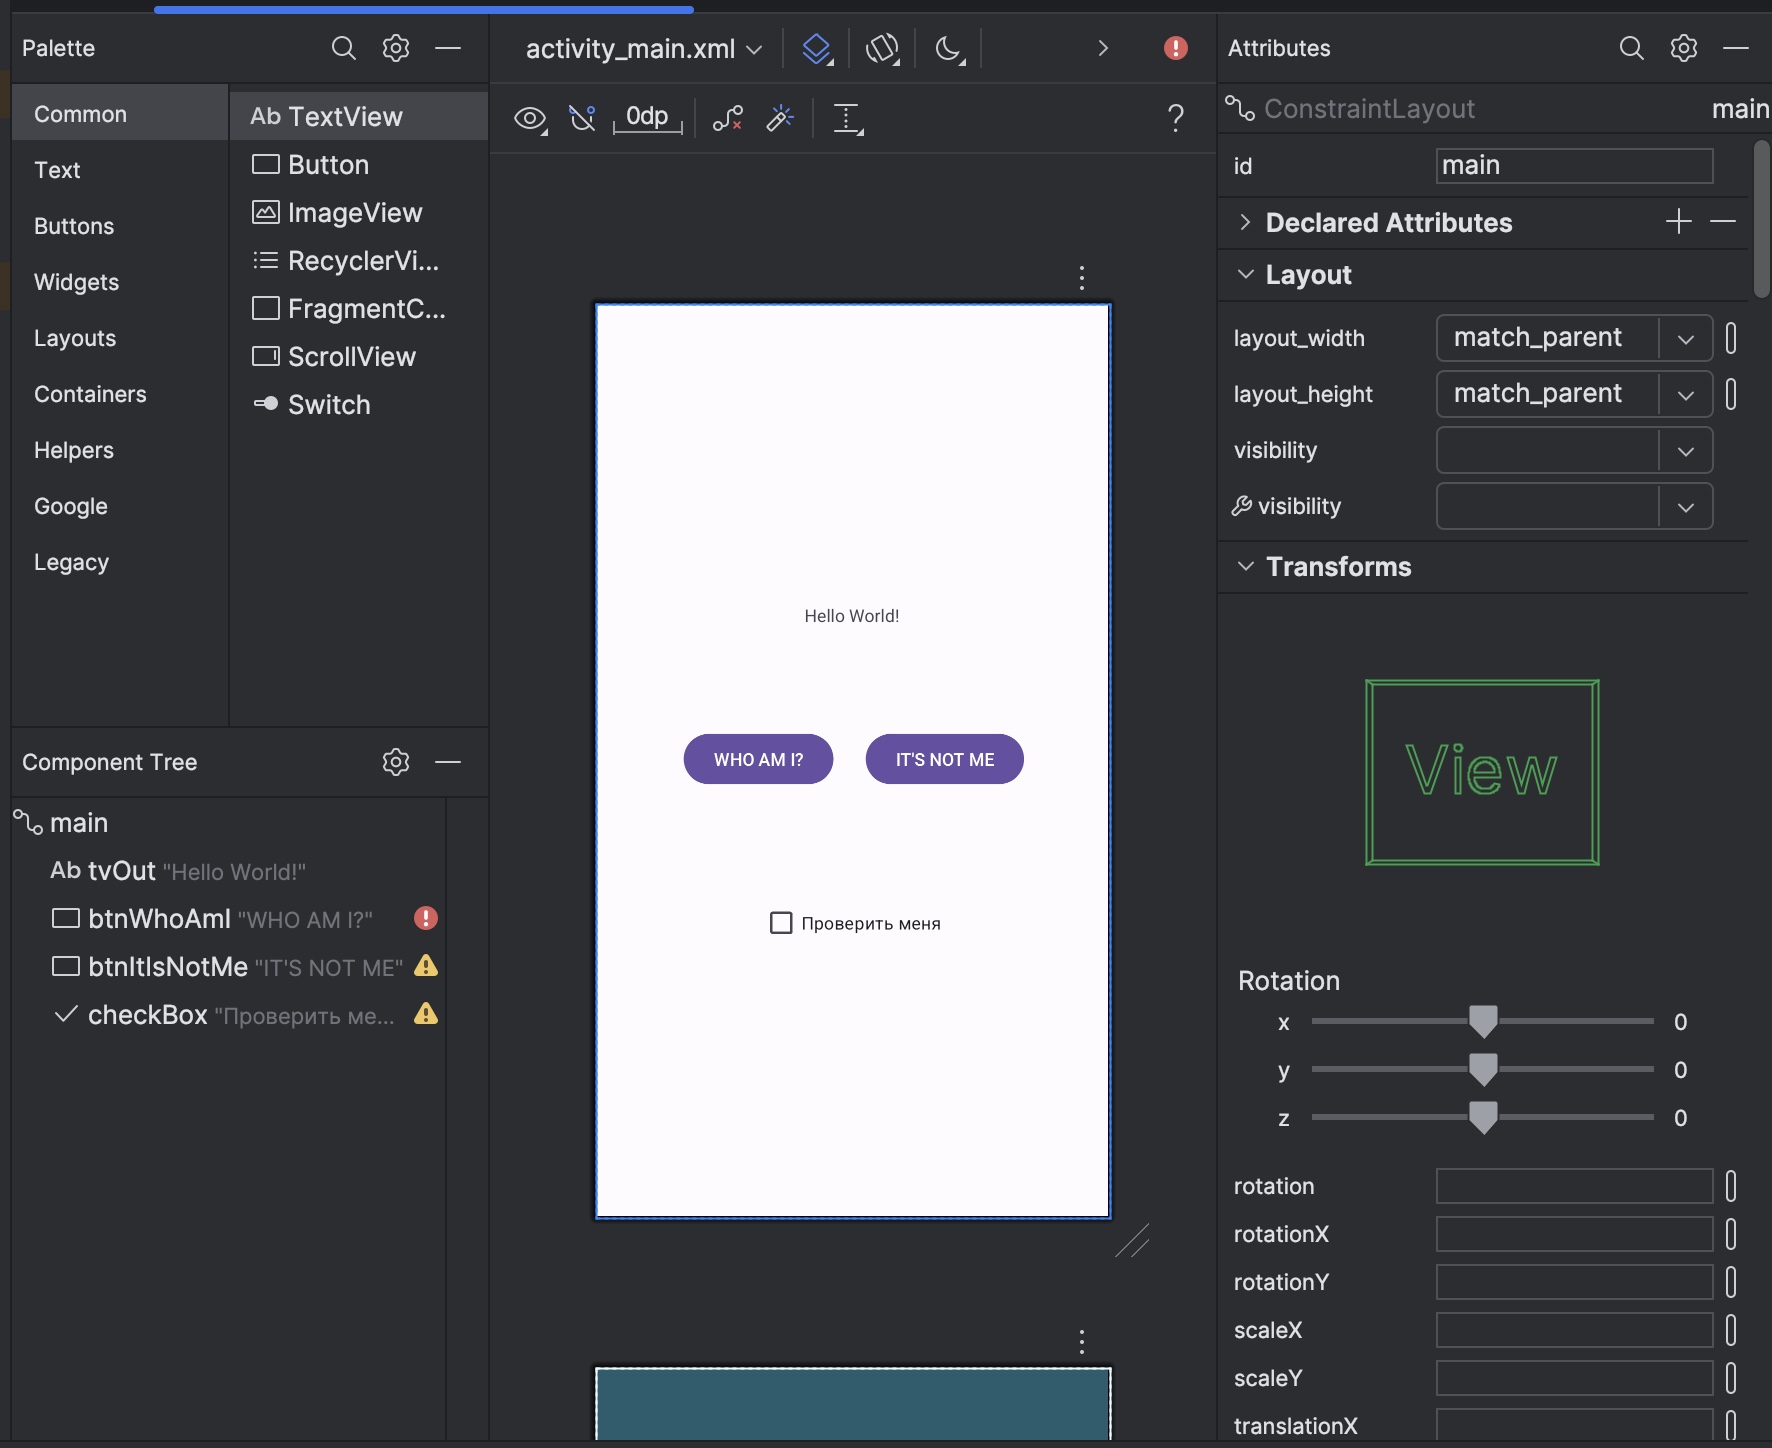 Palette
Common
Text
Buttons
Widgets
Layouts
Containers
Helpers
Google
Legacy
Ab TextView
Button
ImageView
RecyclerVi...
FragmentC...
ScrollView
Switch
Component Tree
main
Ab tvOut "Hello World!"
btnWhoAmI "WHO AM I?"
btnItIsNotMe "IT'S NOT ME"
checkBox "Проверить ме...
activity_main.xml
0dp
?
Hello World!
WHO AM I? IT'S NOT ME
Проверить меня
Attributes
ConstraintLayout main
id main
Declared Attributes
Layout
layout_width match_parent
layout_height match_parent
visibility
visibility
Transforms
View
Rotation
x 0
y 0
z 0
rotation
rotationX
rotationY
scaleX
scaleY
translationX